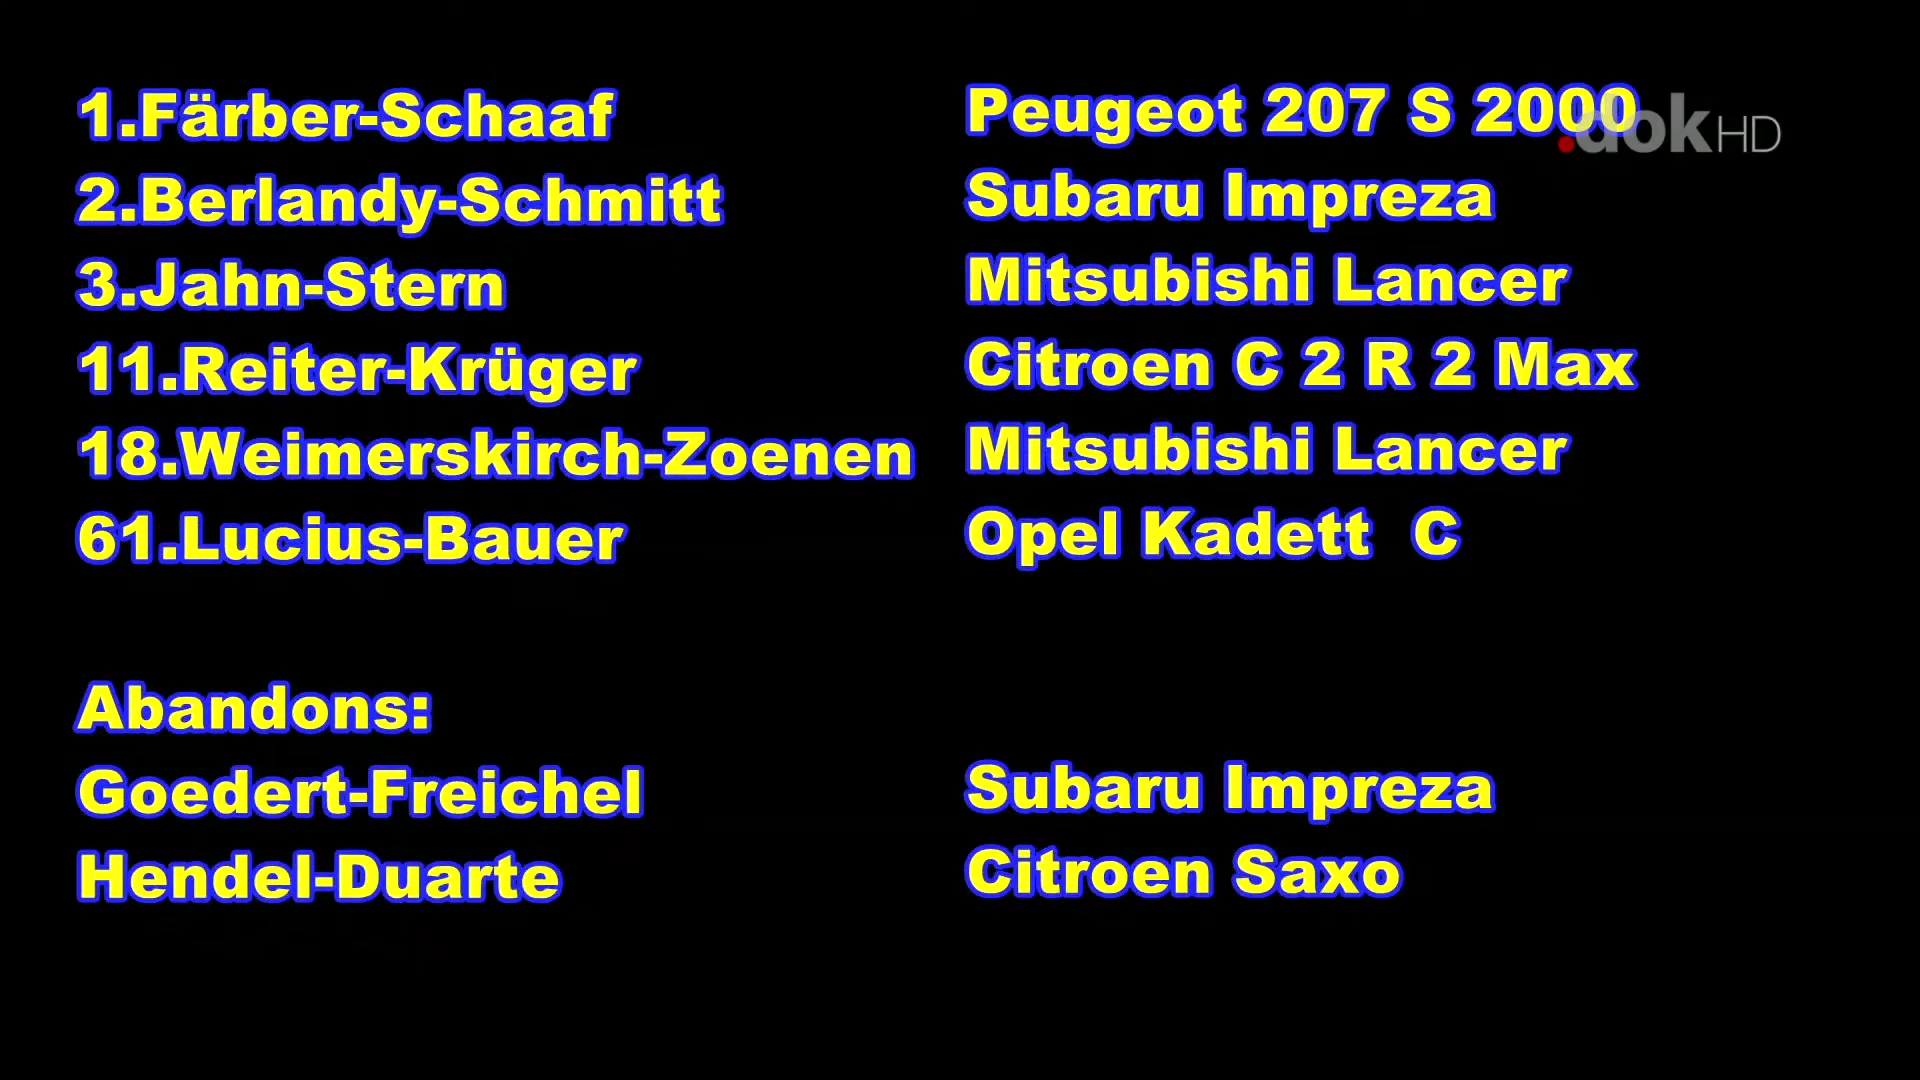 1.Färber-Schaaf Peugeot 207 S 2000
.dok HD
2.Berlandy-Schmitt Subaru Impreza
3.Jahn-Stern Mitsubishi Lancer
11.Reiter-Krüger Citroen C 2 R 2 Max
18.Weimerskirch-Zoenen Mitsubishi Lancer
61.Lucius-Bauer Opel Kadett C
Abandons:
Goedert-Freichel Subaru Impreza
Hendel-Duarte Citroen Saxo